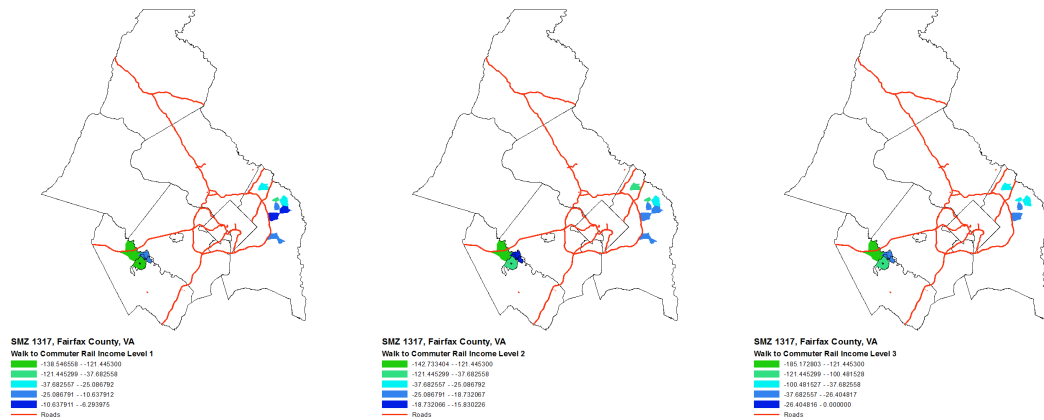 SMZ 1317, Fairfax County, VA
Walk to Commuter Rail Income Level 1
-138.546558 - -121.445300
-121.445299 - -37.682558
-37.682557 - -25.086792
-25.086791 - -10.637912
-10.637911 - -6.293975
Roads
SMZ 1317, Fairfax County, VA
Walk to Commuter Rail Income Level 2
-142.733404 - -121.445300
-121.445299 - -37.682558
-37.682557 - -25.086792
-25.086791 - -18.732067
-18.732066 - -15.830226
Roads
SMZ 1317, Fairfax County, VA
Walk to Commuter Rail Income Level 3
-185.172803 - -121.445300
-121.445299 - -100.481528
-100.481527 - -37.682558
-37.682557 - -26.404817
-26.404816 - 0.000000
Roads